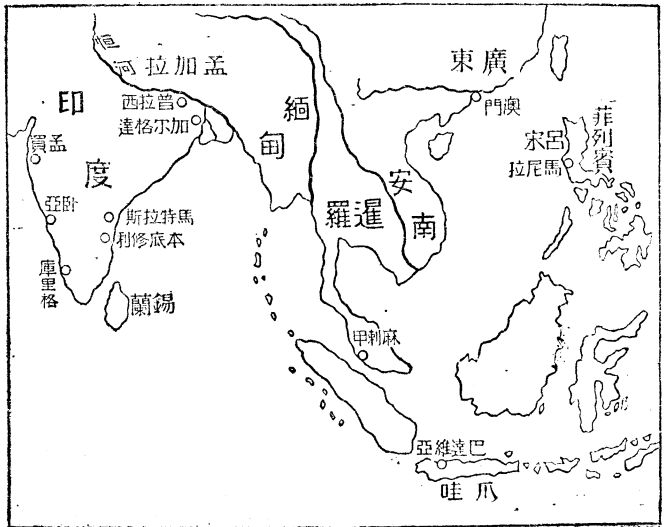 恒河
孟加拉
廣東
印度
普拉西
加尔格達
緬甸
澳門
菲列賓
呂宋
馬尼拉
孟買
安南
暹羅
卧亞
馬特拉斯
本底修利
庫里格
錫蘭
麻剌甲
巴達維亞
爪哇